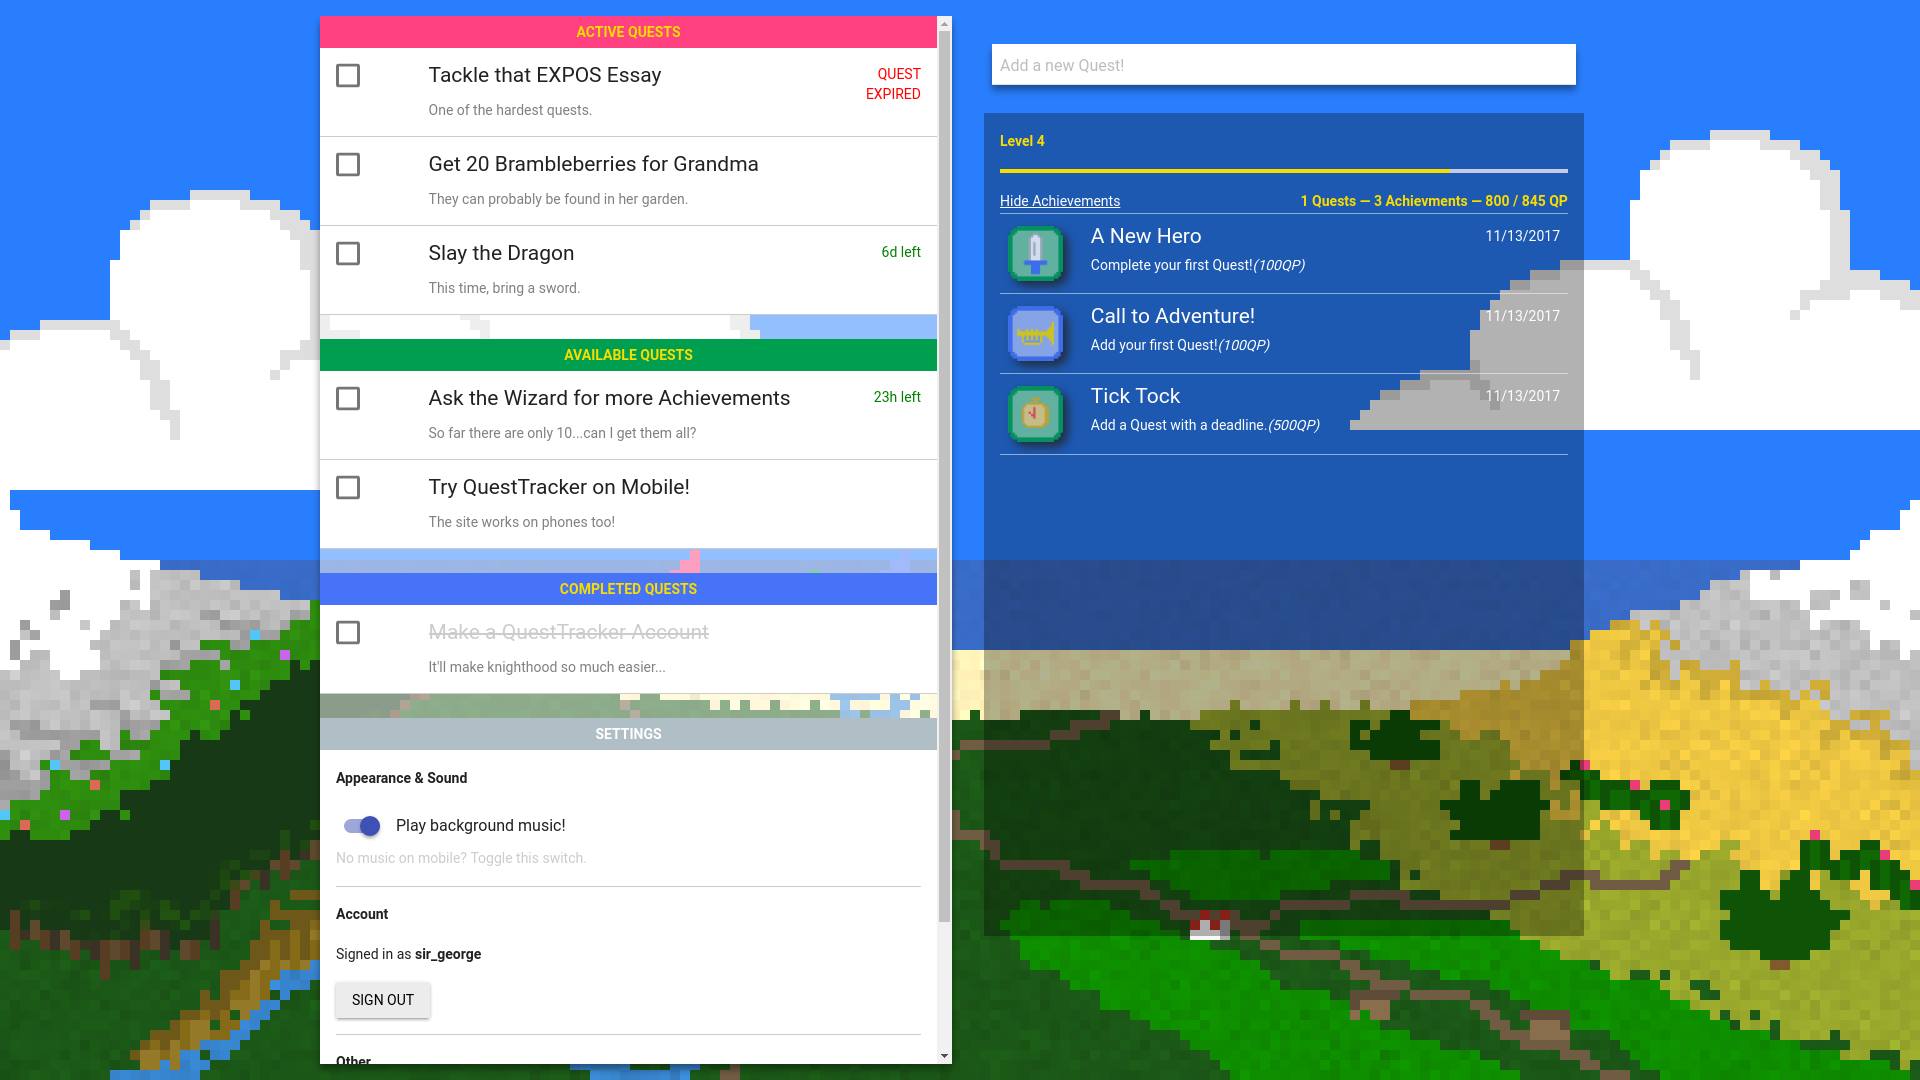 ACTIVE QUESTS
Tackle that EXPOS Essay
QUEST
EXPIRED
One of the hardest quests.
Get 20 Brambleberries for Grandma
They can probably be found in her garden.
Slay the Dragon
6d left
This time, bring a sword.
AVAILABLE QUESTS
Ask the Wizard for more Achievements
23h left
So far there are only 10...can I get them all?
Try QuestTracker on Mobile!
The site works on phones too!
COMPLETED QUESTS
Make a QuestTracker Account
It'll make knighthood so much easier...
SETTINGS
Appearance & Sound
Play background music!
No music on mobile? Toggle this switch.
Account
Signed in as sir_george
SIGN OUT
Other
Add a new Quest!
Level 4
Hide Achievements
1 Quests — 3 Achievments — 800 / 845 QP
A New Hero
11/13/2017
Complete your first Quest!(100QP)
Call to Adventure!
11/13/2017
Add your first Quest!(100QP)
Tick Tock
11/13/2017
Add a Quest with a deadline.(500QP)